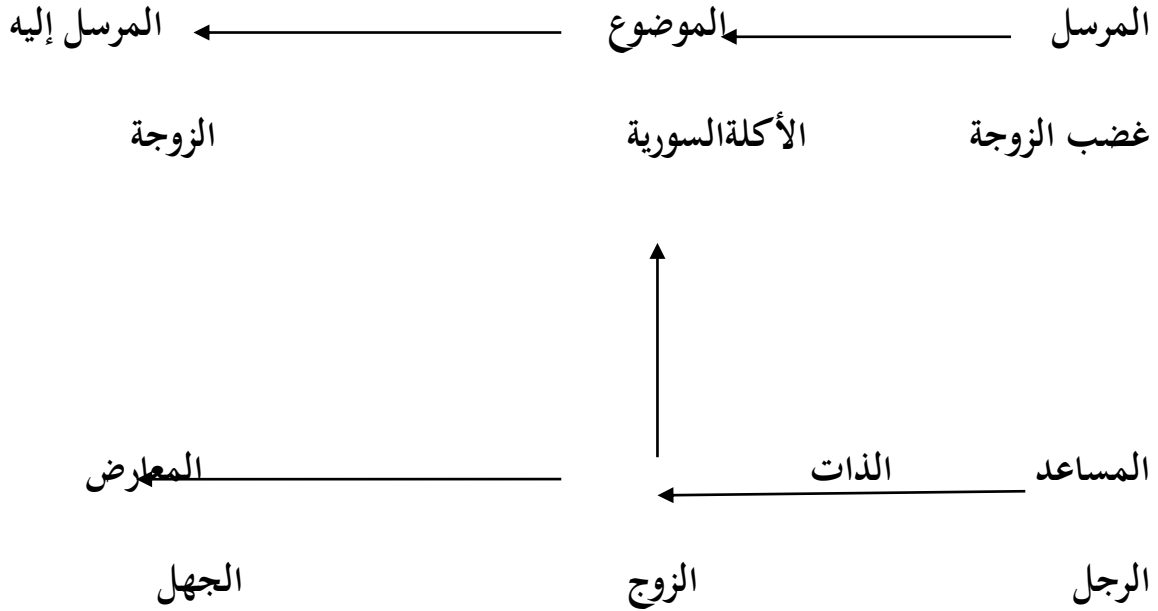 المرسل الموضوع المرسل إليه
غضب الزوجة الأكلةالسورية الزوجة
المساعد الذات المعارض
الرجل الزوج الجهل